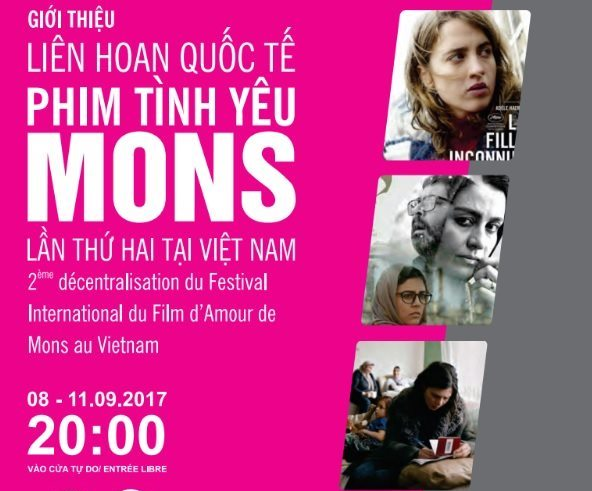 GIỚI THIỆU
LIÊN HOAN QUỐC TẾ
PHIM TÌNH YÊU
MONS
LẦN THỨ HAI TẠI VIỆT NAM
2ème décentralisation du Festival
International du Film d'Amour de
Mons au Vietnam
08 - 11.09.2017
20:00
VÀO CỬA TỰ DO/ ENTRÉE LIBRE
FILL
INCONNU